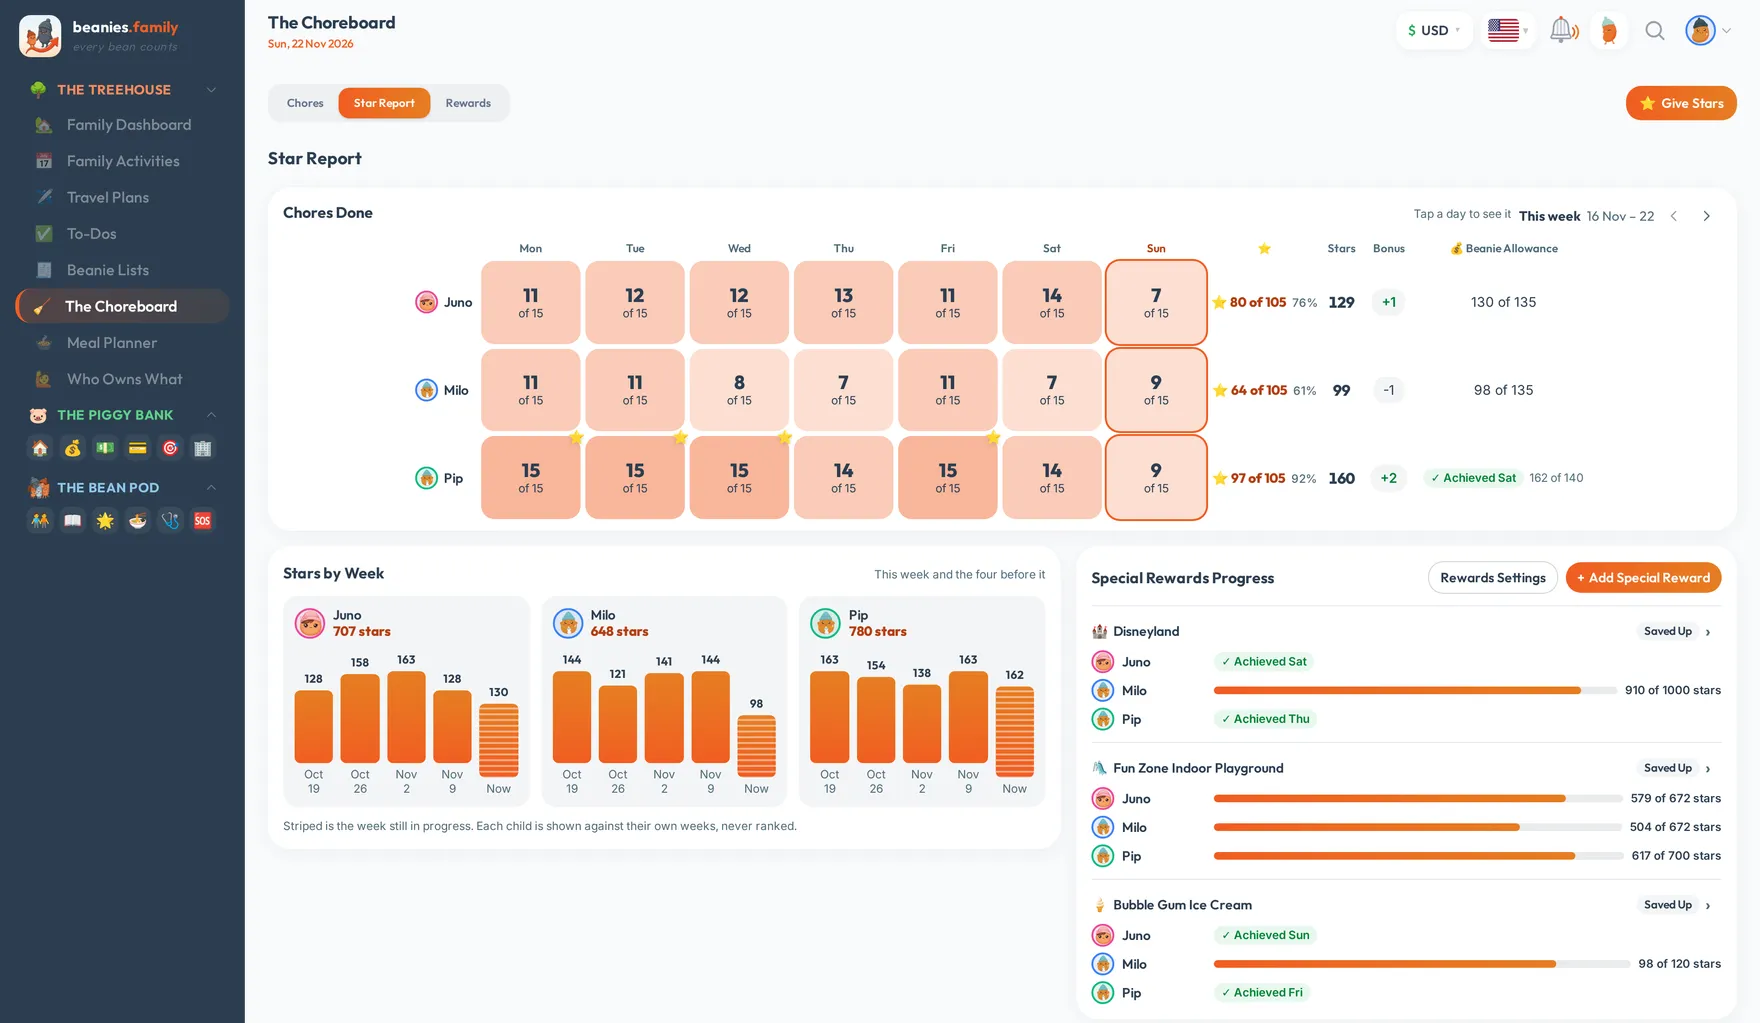 beanies.family
every bean counts
THE TREEHOUSE
Family Dashboard
Family Activities
Travel Plans
To-Dos
Beanie Lists
The Choreboard
Meal Planner
Who Owns What
THE PIGGY BANK
THE BEAN POD
SOS
The Choreboard
Sun, 22 Nov 2026
$ USD
Chores
Star Report
Rewards
Give Stars
Star Report
Chores Done
Tap a day to see it This week 16 Nov – 22
Mon Tue Wed Thu Fri Sat Sun Stars Bonus Beanie Allowance
Juno
11 of 15
12 of 15
12 of 15
13 of 15
11 of 15
14 of 15
7 of 15
80 of 105 76% 129 +1 130 of 135
Milo
11 of 15
11 of 15
8 of 15
7 of 15
11 of 15
7 of 15
9 of 15
64 of 105 61% 99 -1 98 of 135
Pip
15 of 15
15 of 15
15 of 15
14 of 15
15 of 15
14 of 15
9 of 15
97 of 105 92% 160 +2 ✓ Achieved Sat 162 of 140
Stars by Week
This week and the four before it
Juno
707 stars
128 158 163 128 130
Oct 19 Oct 26 Nov 2 Nov 9 Now
Milo
648 stars
144 121 141 144 98
Oct 19 Oct 26 Nov 2 Nov 9 Now
Pip
780 stars
163 154 138 163 162
Oct 19 Oct 26 Nov 2 Nov 9 Now
Striped is the week still in progress. Each child is shown against their own weeks, never ranked.
Special Rewards Progress
Rewards Settings
+ Add Special Reward
Disneyland
Saved Up ›
Juno ✓ Achieved Sat
Milo 910 of 1000 stars
Pip ✓ Achieved Thu
Fun Zone Indoor Playground
Saved Up ›
Juno 579 of 672 stars
Milo 504 of 672 stars
Pip 617 of 700 stars
Bubble Gum Ice Cream
Saved Up ›
Juno ✓ Achieved Sun
Milo 98 of 120 stars
Pip ✓ Achieved Fri